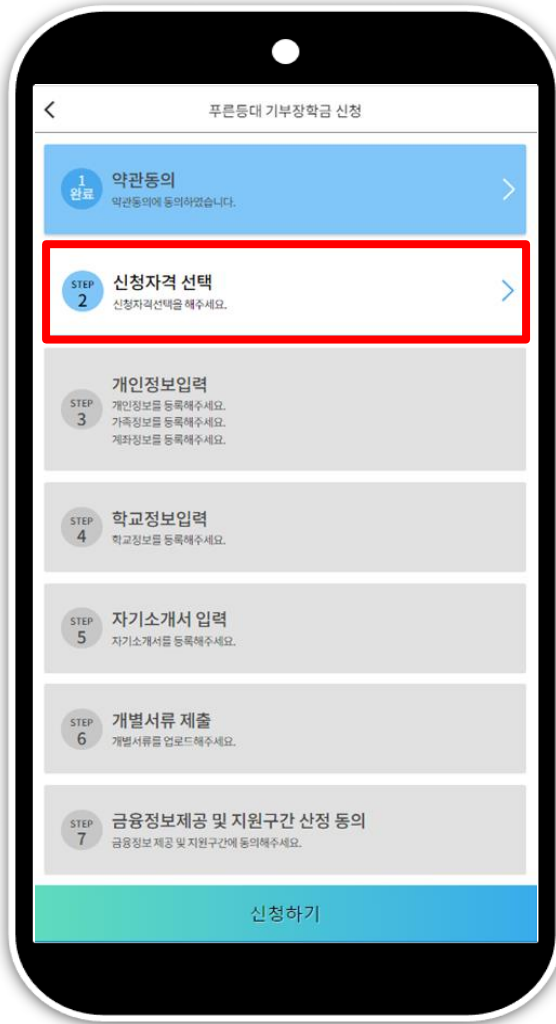 푸른등대 기부장학금 신청
1
완료
약관동의
약관동의에 동의하였습니다.
STEP
2
신청자격 선택
신청자격선택을 해주세요.
STEP
3
개인정보입력
개인정보를 등록해주세요.
가족정보를 등록해주세요.
계좌정보를 등록해주세요.
STEP
4
학교정보입력
학교정보를 등록해주세요.
STEP
5
자기소개서 입력
자기소개서를 등록해주세요.
STEP
6
개별서류 제출
개별서류를 업로드해주세요.
STEP
7
금융정보제공 및 지원구간 산정 동의
금융정보 제공 및 지원구간에 동의해주세요.
신청하기